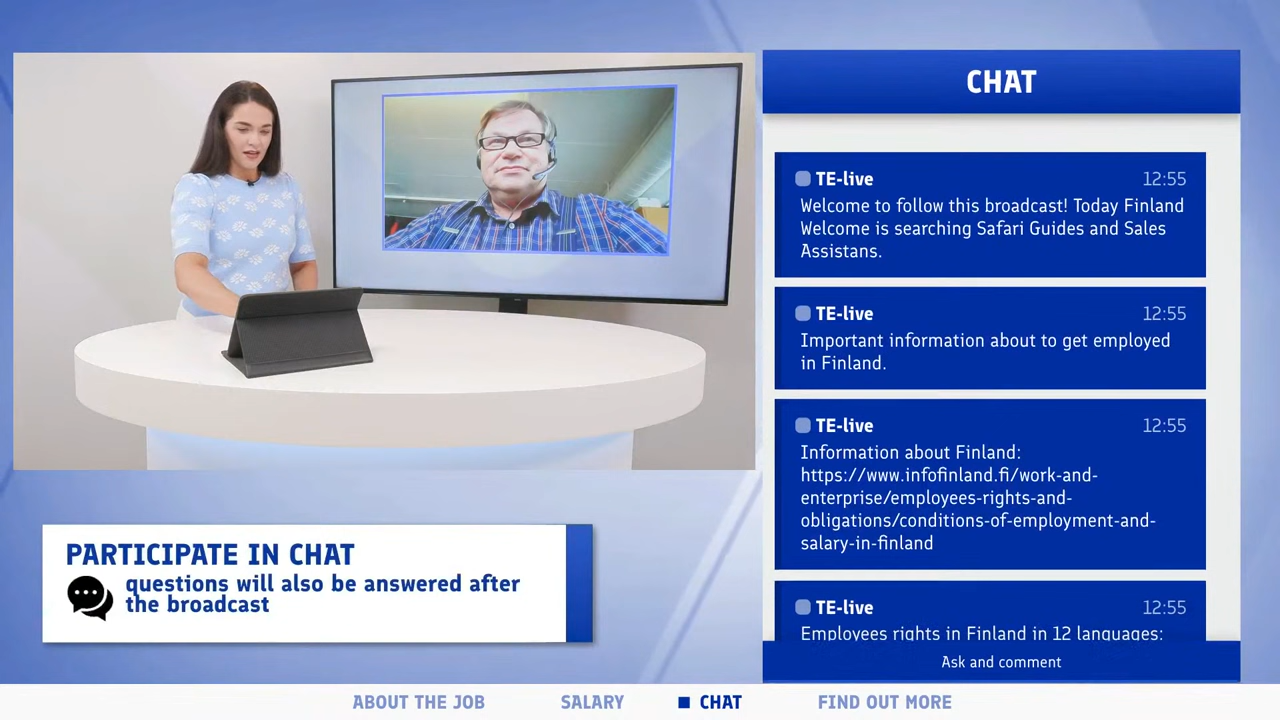 CHAT
TE-live 12:55
Welcome to follow this broadcast! Today Finland
Welcome is searching Safari Guides and Sales
Assistans.
TE-live 12:55
Important information about to get employed
in Finland.
TE-live 12:55
Information about Finland:
https://www.infofinland.fi/work-and-
enterprise/employees-rights-and-
obligations/conditions-of-employment-and-
salary-in-finland
TE-live 12:55
Employees rights in Finland in 12 languages:
Ask and comment
PARTICIPATE IN CHAT
questions will also be answered after
the broadcast
ABOUT THE JOB SALARY CHAT FIND OUT MORE